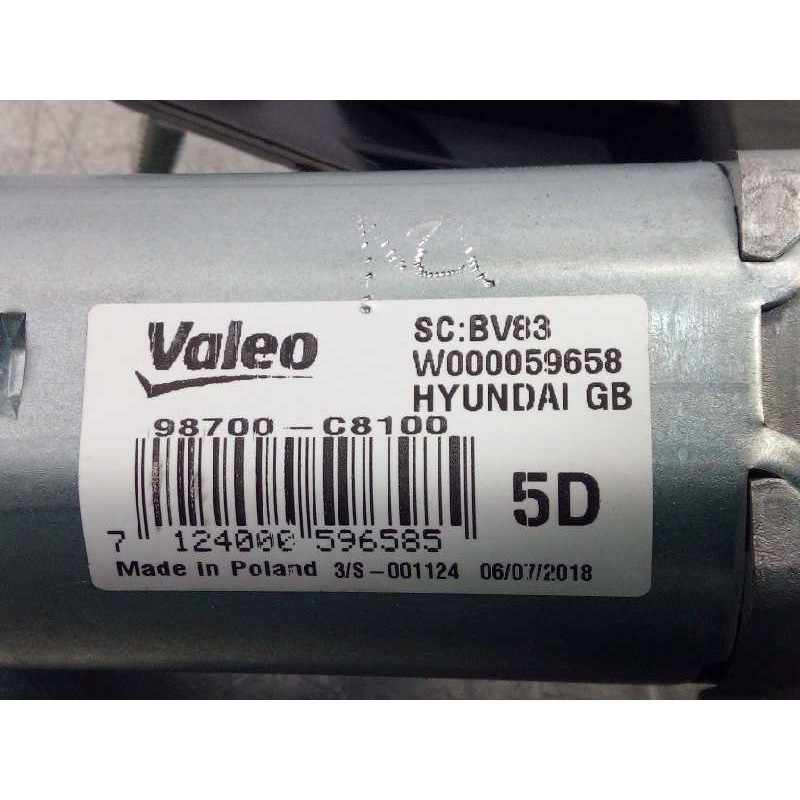 Valeo
SC:BV83
W000059658
HYUNDAI GB
98700-C8100
5D
7 124000 596585
Made in Poland 3/S-001124 06/07/2018